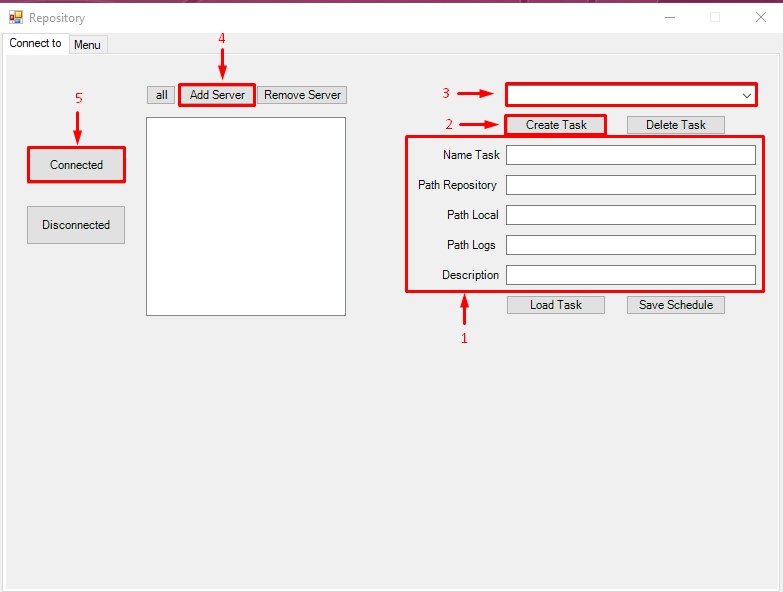 Repository
Connect to Menu
4
5
all Add Server Remove Server
3
2 Create Task Delete Task
Connected
Name Task
Path Repository
Path Local
Disconnected
Path Logs
Description
Load Task Save Schedule
1